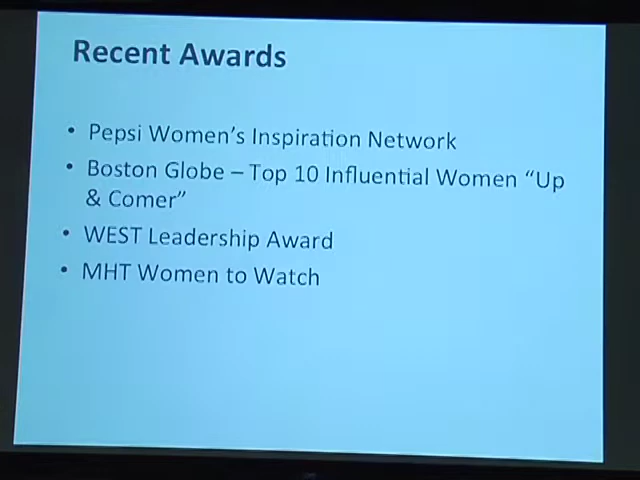 Recent Awards
• Pepsi Women's Inspiration Network
• Boston Globe – Top 10 Influential Women “Up
& Comer”
• WEST Leadership Award
• MHT Women to Watch